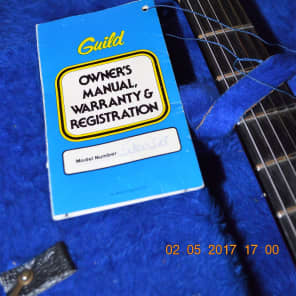 Guild
OWNER'S
MANUAL,
WARRANTY &
REGISTRATION
Model Number
02 05 2017 17 00